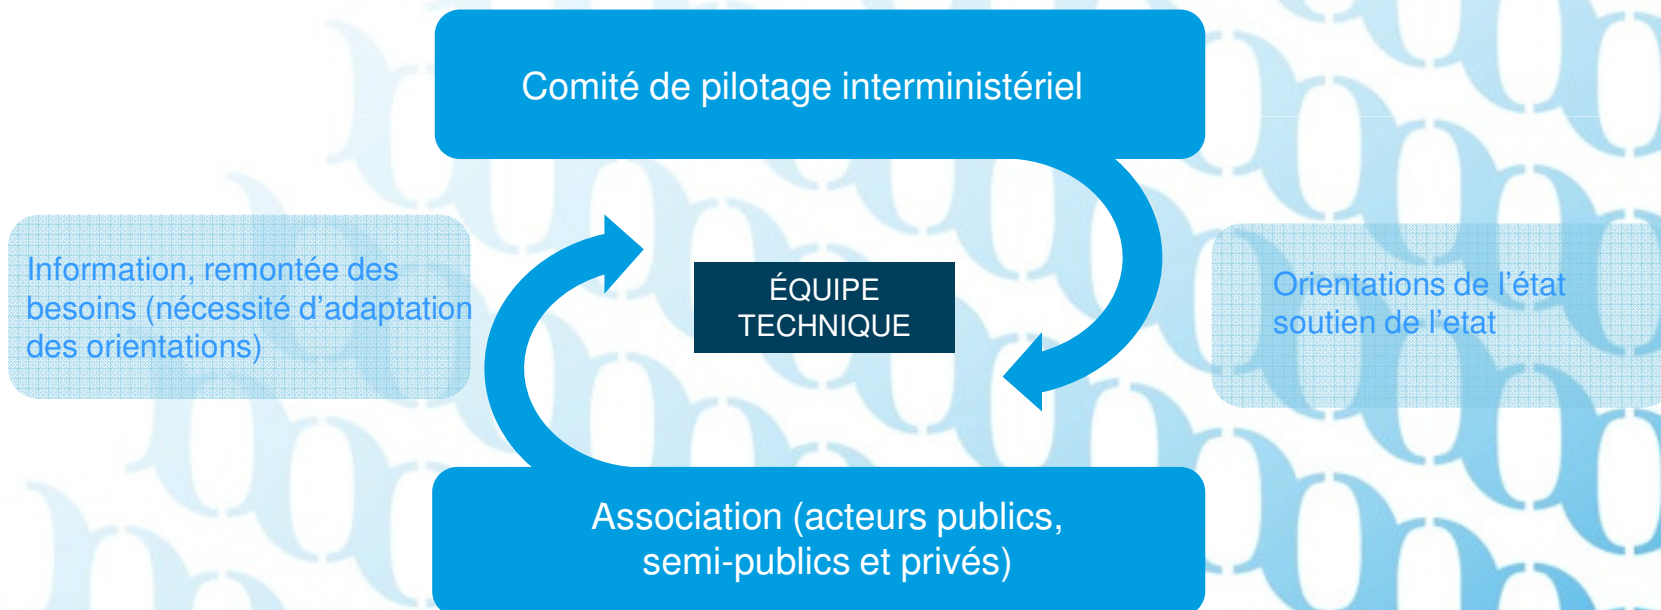 Comité de pilotage interministériel
Information, remontée des
besoins (nécessité d'adaptation
des orientations)
ÉQUIPE
TECHNIQUE
Orientations de l'état
soutien de l'etat
Association (acteurs publics,
semi-publics et privés)